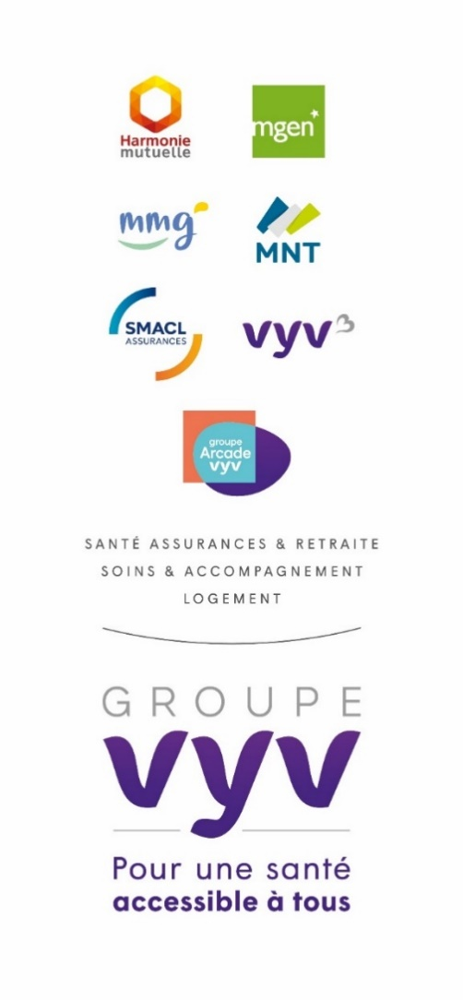 Harmonie
mutuelle
mgen
mmg
MNT
SMACL
ASSURANCES
vyv3
groupe
Arcade
vyv
SANTÉ ASSURANCES & RETRAITE
SOINS & ACCOMPAGNEMENT
LOGEMENT
GROUPE
vyv
Pour une santé
accessible à tous